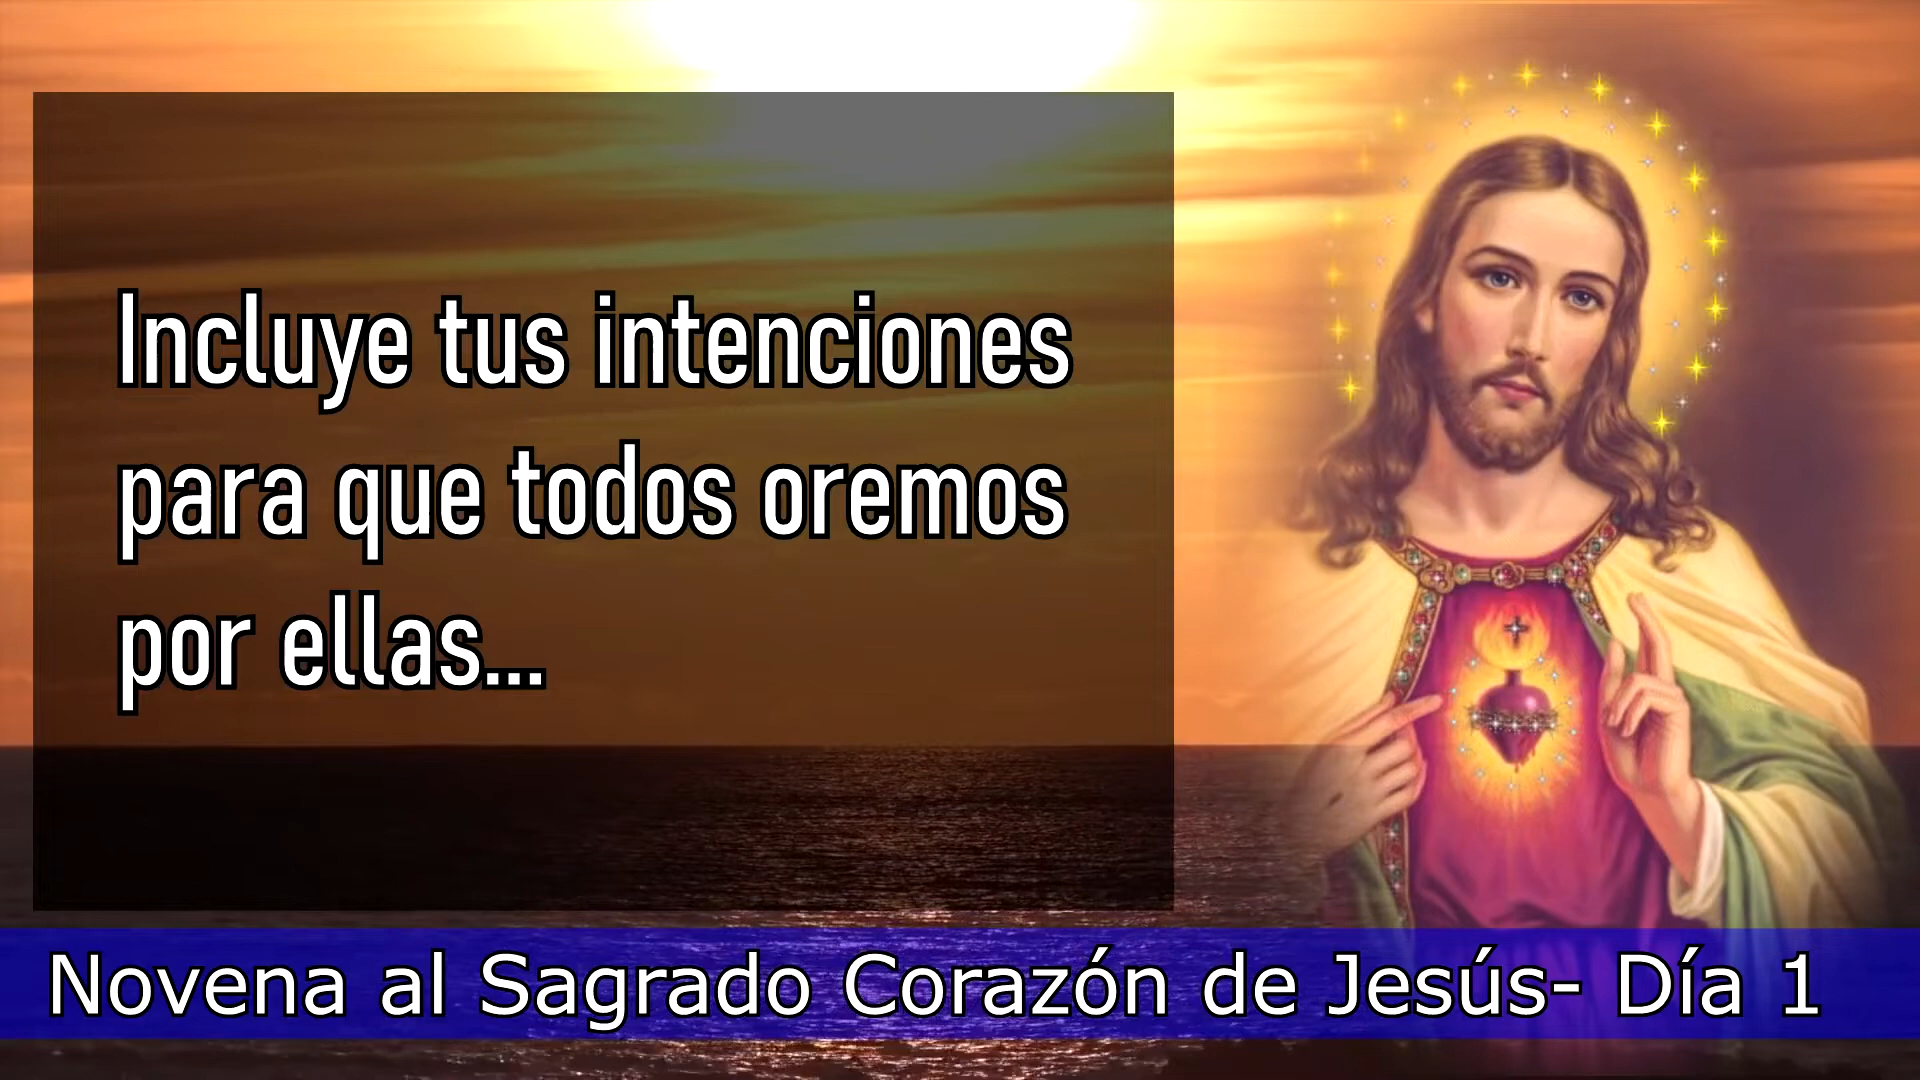 Incluye tus intenciones
para que todos oremos
por ellas...
Novena al Sagrado Corazón de Jesús- Día 1